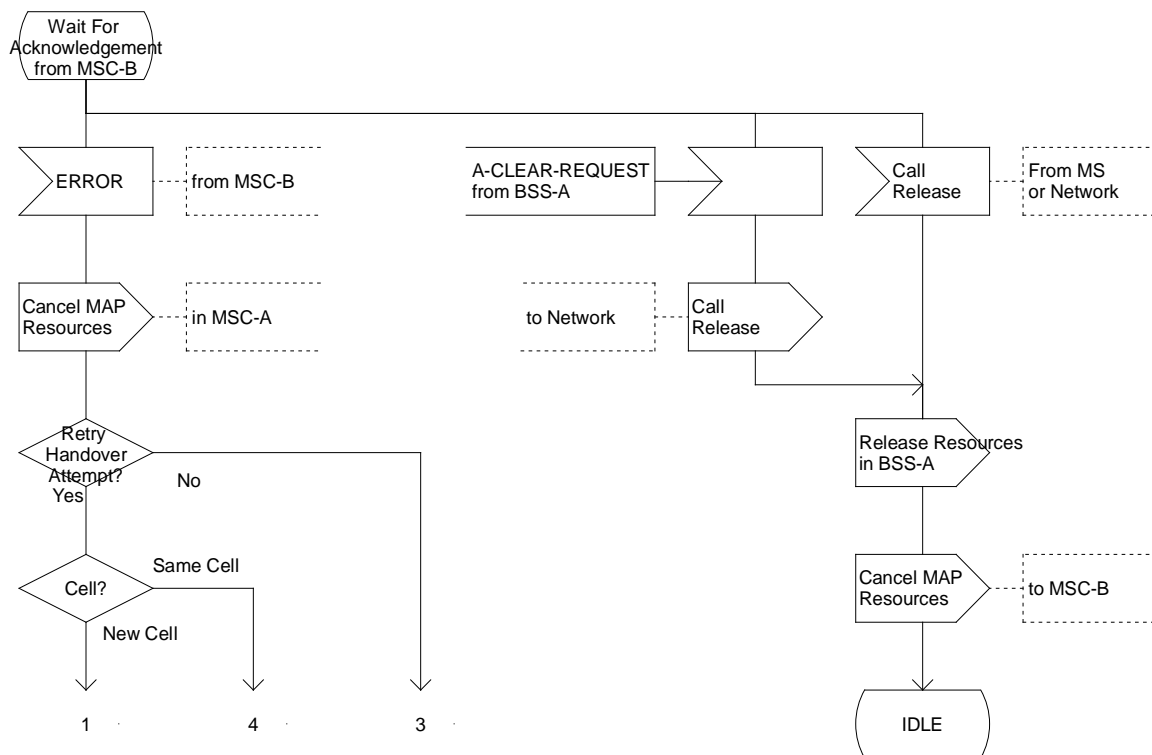 Wait For
Acknowledgement
from MSC-B
ERROR
from MSC-B
A-CLEAR-REQUEST
from BSS-A
Call
Release
From MS
or Network
Cancel MAP
Resources
in MSC-A
to Network
Call
Release
Retry
Handover
Attempt?
Yes
No
Release Resources
in BSS-A
Cell?
Same Cell
New Cell
Cancel MAP
Resources
to MSC-B
1
4
3
IDLE